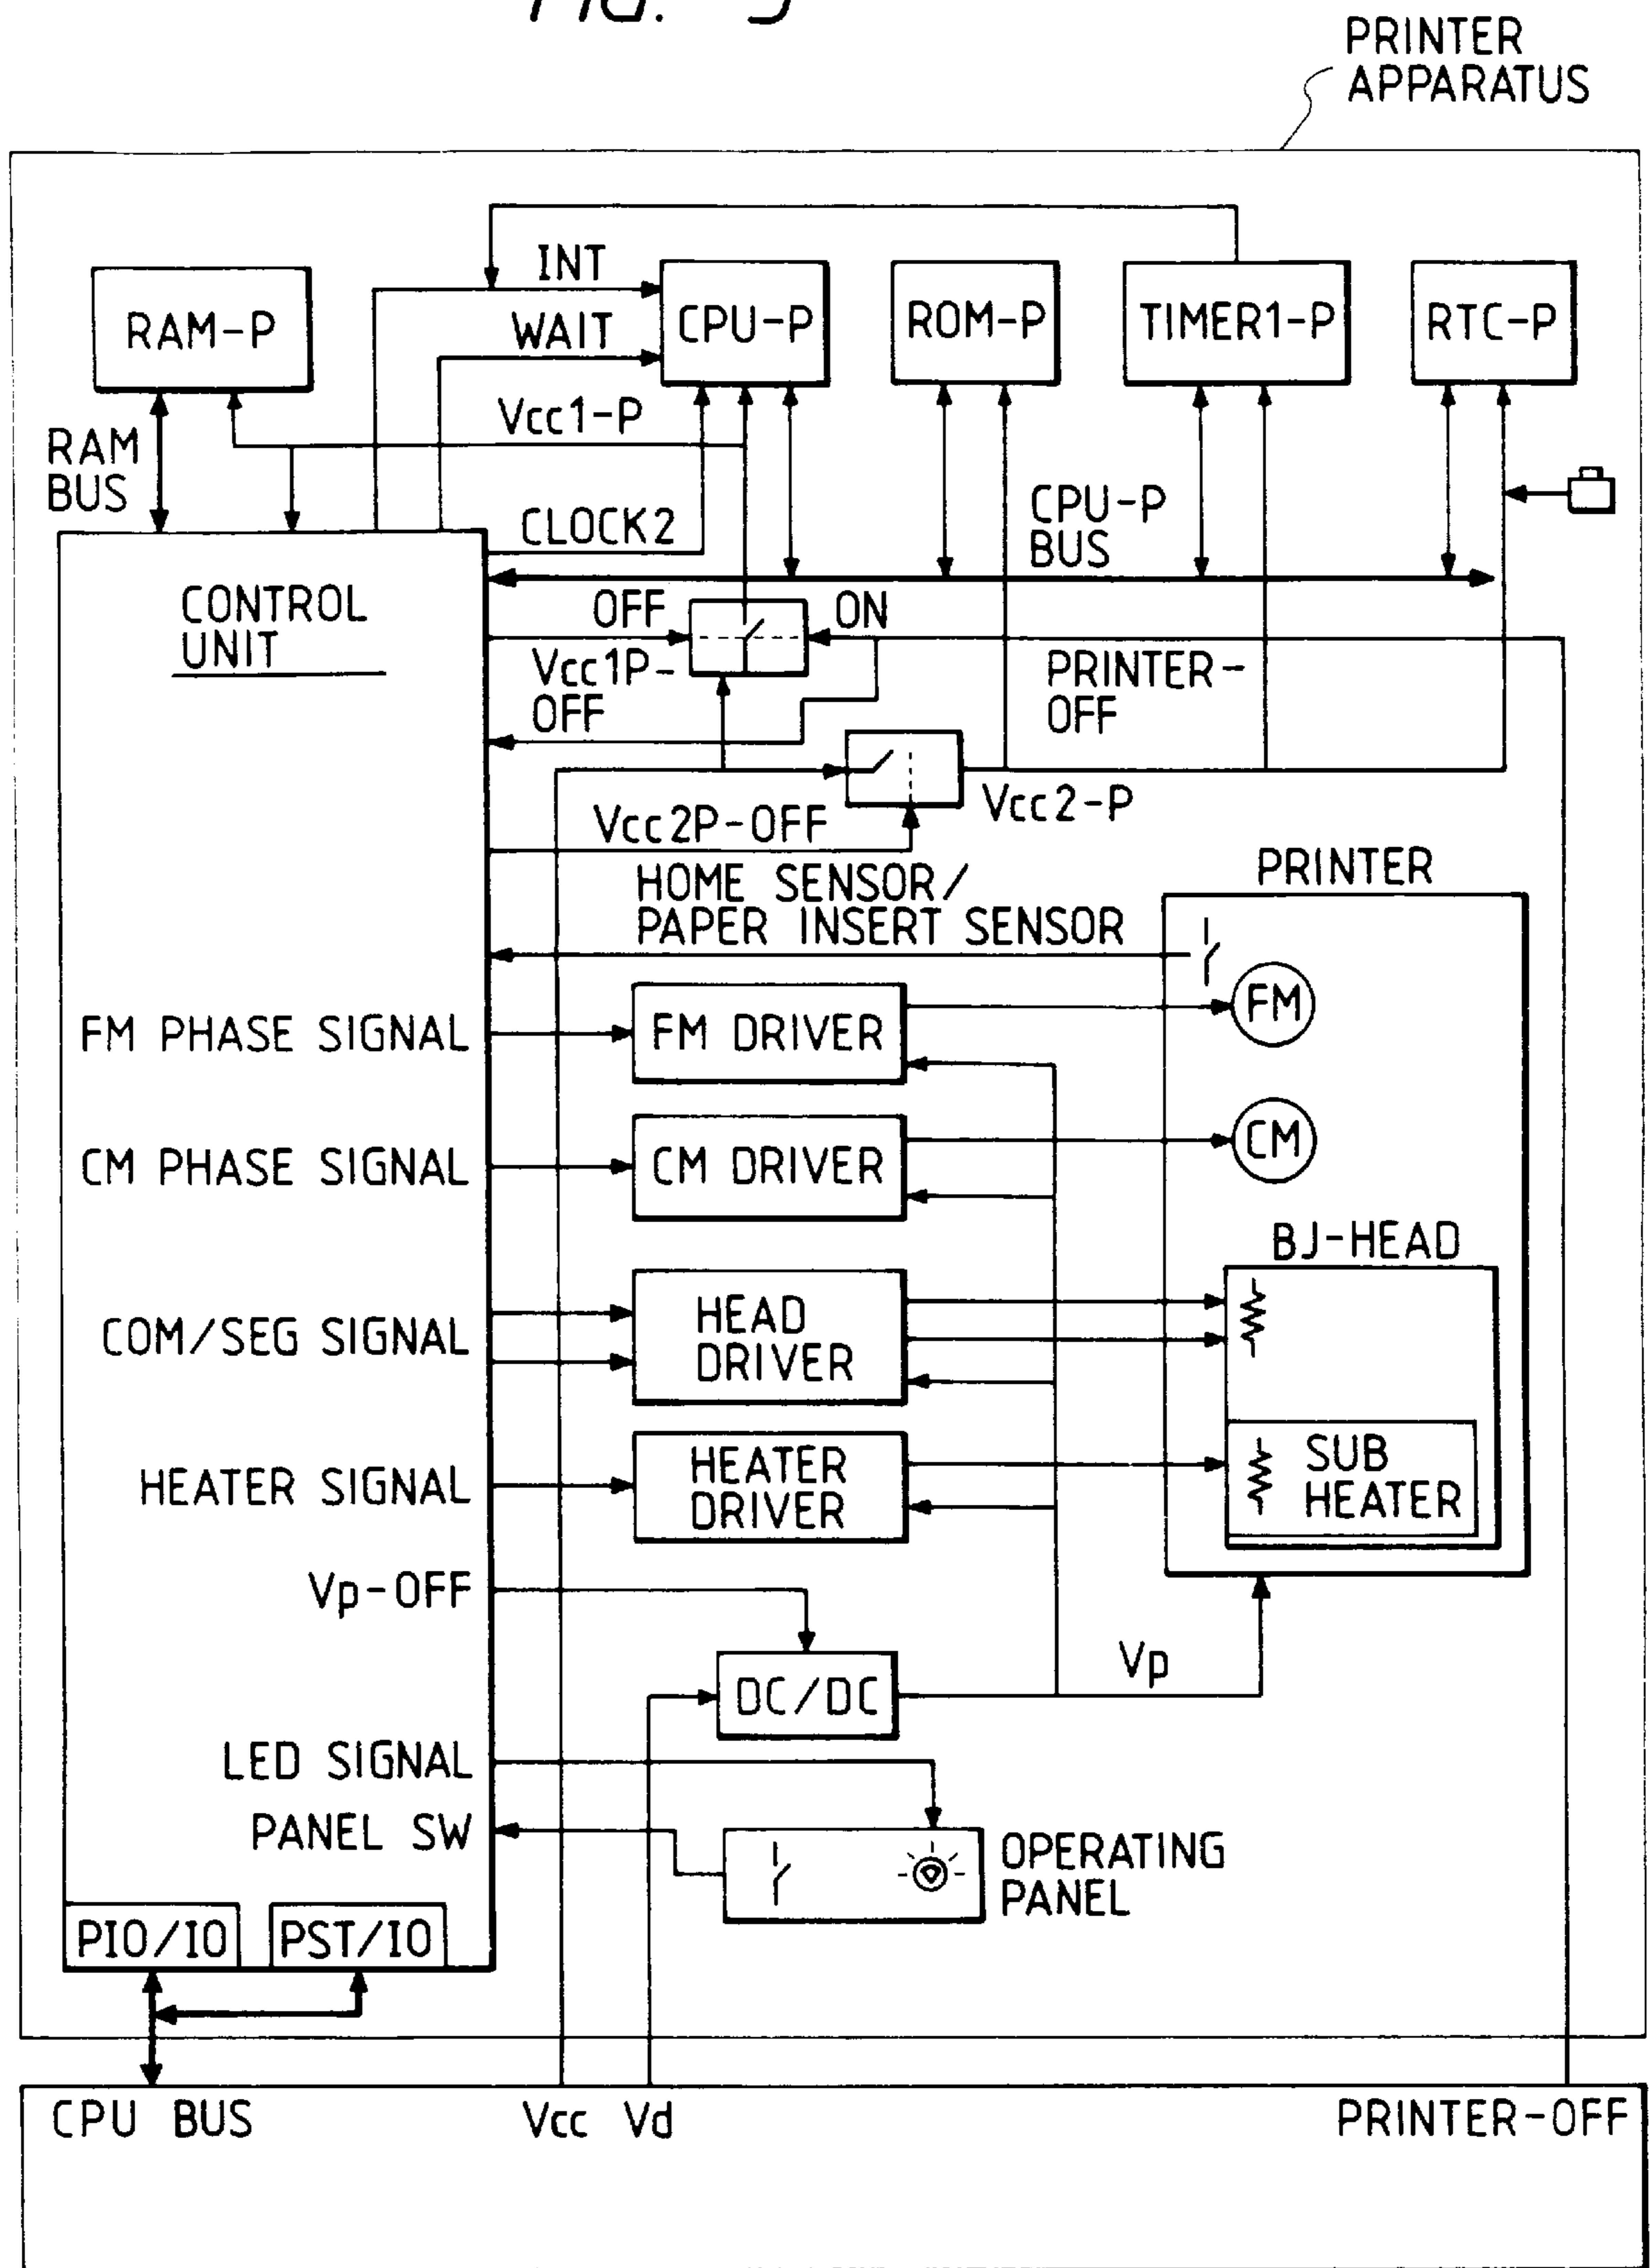 FIG. 5
PRINTER
APPARATUS
INT
RAM-P
CPU-P
ROM-P
TIMER1-P
RTC-P
WAIT
Vcc1-P
RAM
BUS
CLOCK2
CPU-P
BUS
CONTROL
UNIT
OFF
ON
Vcc1P-
OFF
PRINTER-
OFF
Vcc2-P
Vcc2P-OFF
HOME SENSOR/
PAPER INSERT SENSOR
PRINTER
FM PHASE SIGNAL
FM DRIVER
FM
CM PHASE SIGNAL
CM DRIVER
CM
BJ-HEAD
COM/SEG SIGNAL
HEAD
DRIVER
HEATER SIGNAL
HEATER
DRIVER
SUB
HEATER
Vp-OFF
DC/DC
Vp
LED SIGNAL
PANEL SW
OPERATING
PANEL
PIO/IO
PST/IO
CPU BUS
Vcc
Vd
PRINTER-OFF